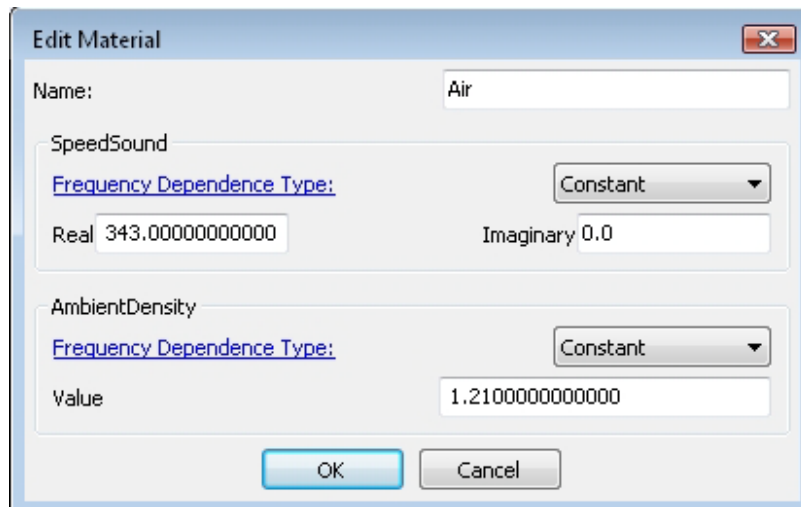 Edit Material
Name: Air
SpeedSound
Frequency Dependence Type: Constant
Real 343.00000000000 Imaginary 0.0
AmbientDensity
Frequency Dependence Type: Constant
Value 1.2100000000000
OK Cancel